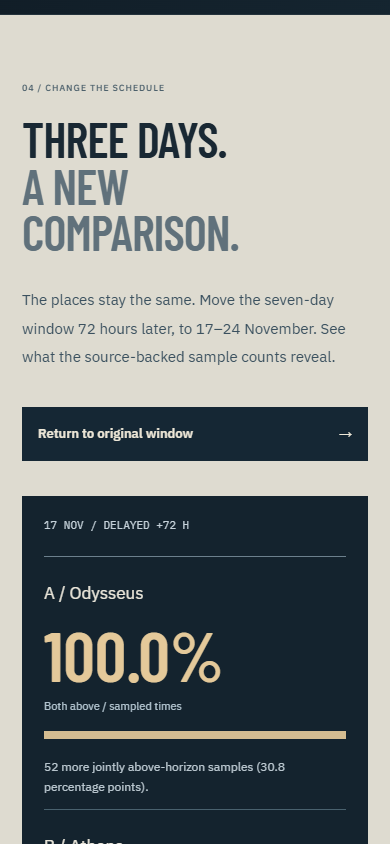 04 / CHANGE THE SCHEDULE
THREE DAYS.
A NEW
COMPARISON.
The places stay the same. Move the seven-day
window 72 hours later, to 17–24 November. See
what the source-backed sample counts reveal.
Return to original window →
17 NOV / DELAYED +72 H
A / Odysseus
100.0%
Both above / sampled times
52 more jointly above-horizon samples (30.8
percentage points).
B / Athens